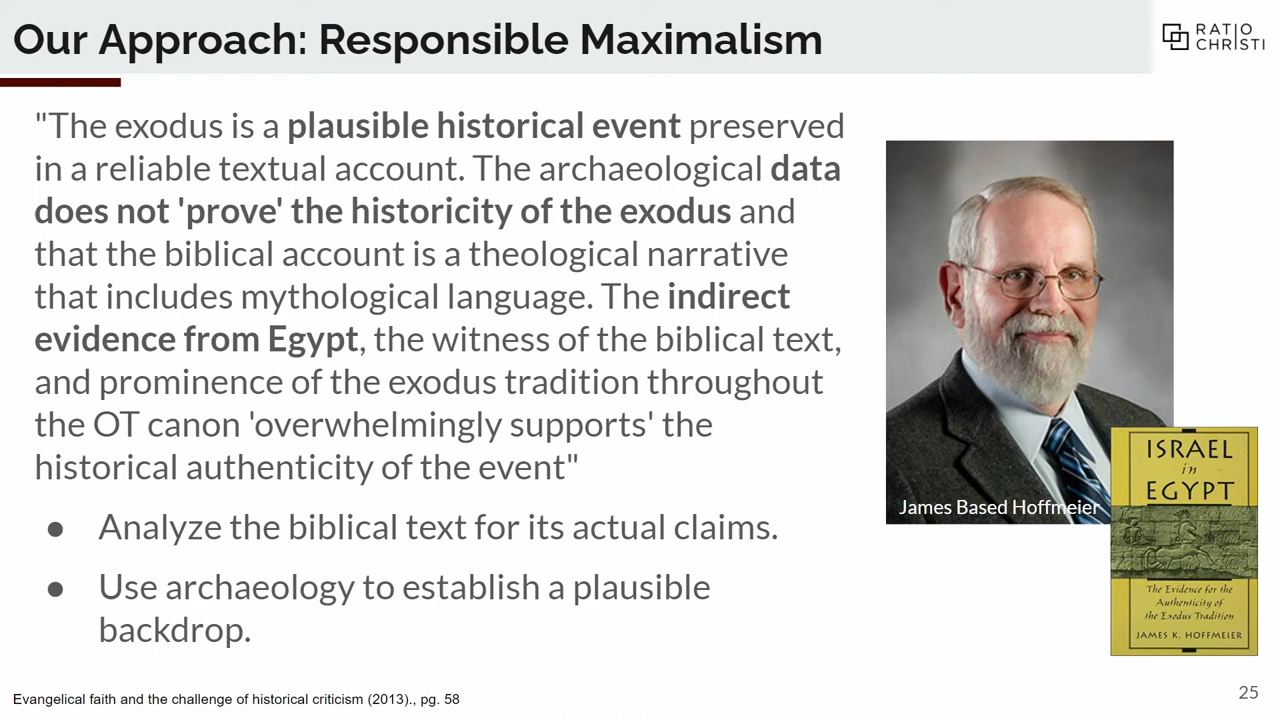 Our Approach: Responsible Maximalism
RATIO
CHRISTI
"The exodus is a plausible historical event preserved
in a reliable textual account. The archaeological data
does not 'prove' the historicity of the exodus and
that the biblical account is a theological narrative
that includes mythological language. The indirect
evidence from Egypt, the witness of the biblical text,
and prominence of the exodus tradition throughout
the OT canon 'overwhelmingly supports' the
historical authenticity of the event"
● Analyze the biblical text for its actual claims.
● Use archaeology to establish a plausible
backdrop.
James Based Hoffmeier
ISRAEL
in
EGYPT
The Evidence for the
Authenticity of
the Exodus Tradition
JAMES K. HOFFMEIER
Evangelical faith and the challenge of historical criticism (2013)., pg. 58
25